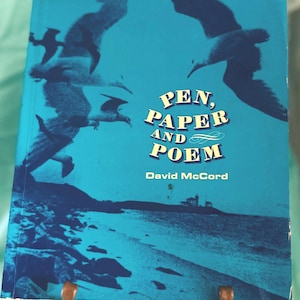 PEN,
PAPER
AND
POEM
David McCord